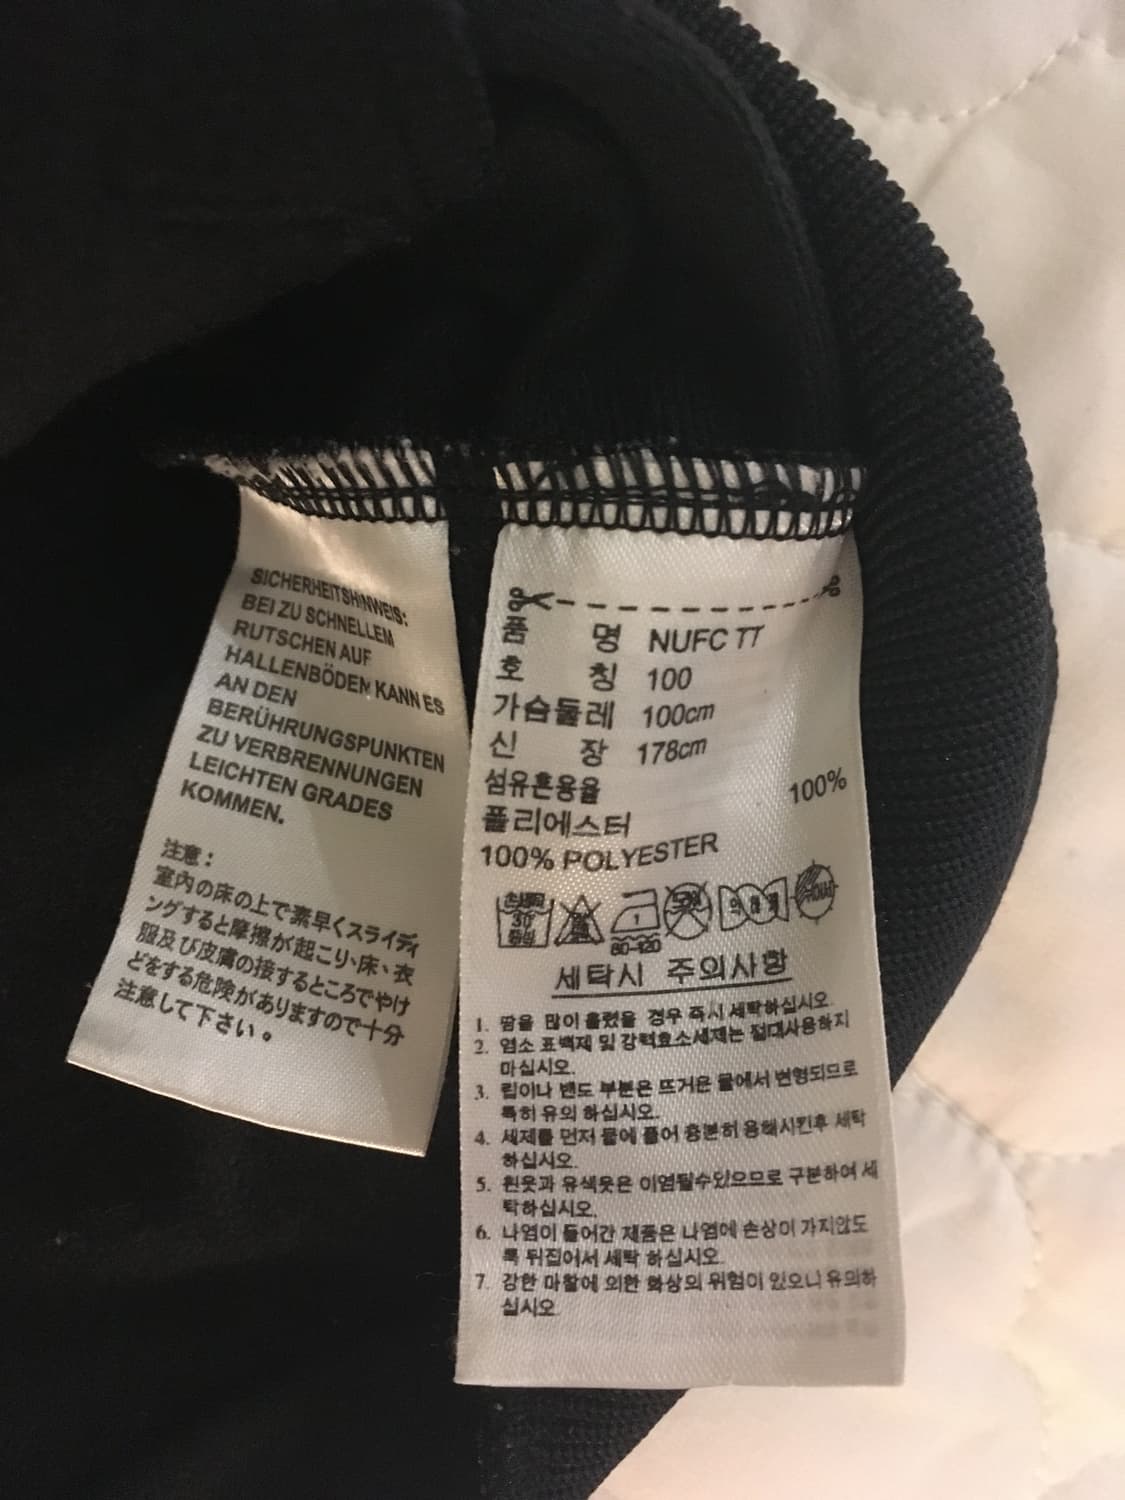 SICHERHEITSHINWEIS:
BEI ZU SCHNELLEM
RUTSCHEN AUF
HALLENBÖDEN KANN ES
AN DEN
BERÜHRUNGSPUNKTEN
ZU VERBRENNUNGEN
LEICHTEN GRADES
KOMMEN.
注意:
室内の床の上で素早くスライディ
ングすると摩擦が起こり、床、衣
服及び皮膚の接するところでやけ
どをする危険がありますので十分
注意して下さい。
품 명 NUFC TT
호 칭 100
가슴둘레 100cm
신 장 178cm
섬유혼용율
폴리에스터 100%
100% POLYESTER
손세탁 30 중성
1 80~120
세탁시 주의사항
1. 땀을 많이 흘렸을 경우 즉시 세탁하십시오.
2. 염소 표백제 및 강력효소세제는 절대사용하지
마십시오.
3. 립이나 밴드 부분은 뜨거운 물에서 변형되므로
특히 유의 하십시오.
4. 세제를 먼저 물에 풀어 충분히 용해시킨후 세탁
하십시오.
5. 흰옷과 유색옷은 이염될수있으므로 구분하여 세
탁하십시오.
6. 나염이 들어간 제품은 나염에 손상이 가지않도
록 뒤집어서 세탁 하십시오.
7. 강한 마찰에 의한 화상의 위험이 있으니 유의하
십시오.